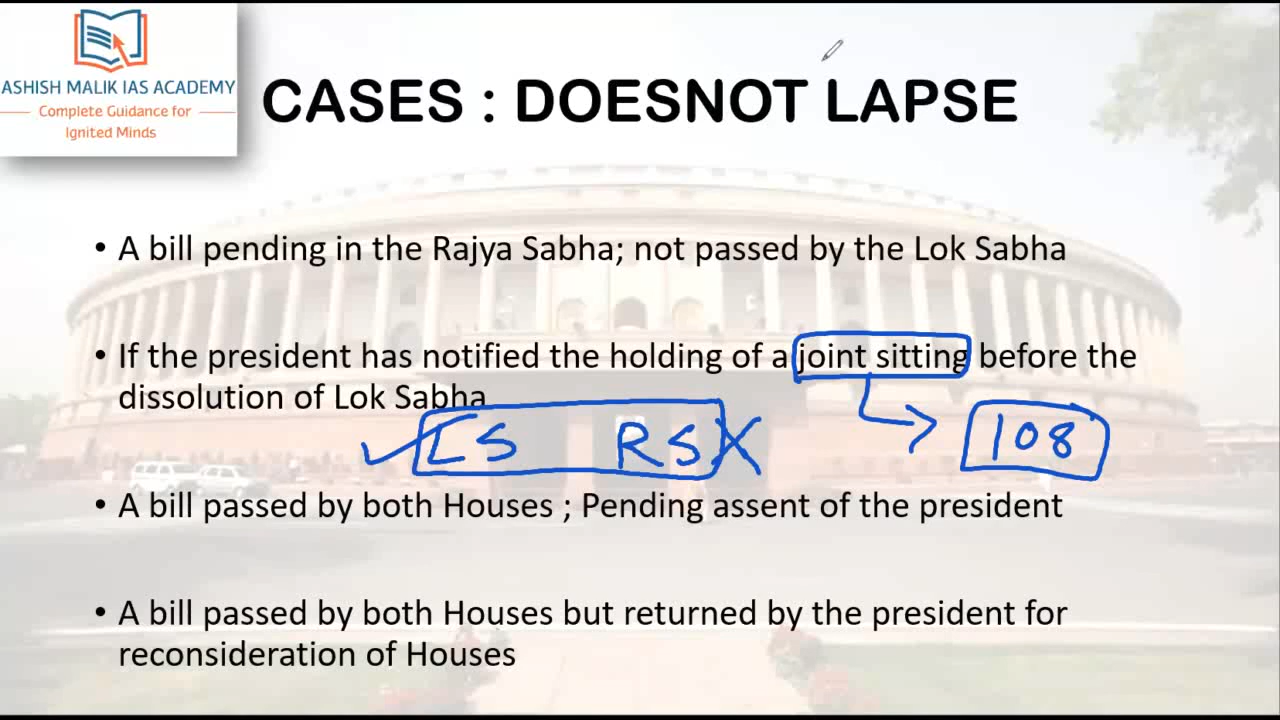 ASHISH MALIK IAS ACADEMY
Complete Guidance for
Ignited Minds
CASES : DOESNOT LAPSE
• A bill pending in the Rajya Sabha; not passed by the Lok Sabha
• If the president has notified the holding of a joint sitting before the
dissolution of Lok Sabha
LS RS
108
• A bill passed by both Houses ; Pending assent of the president
• A bill passed by both Houses but returned by the president for
reconsideration of Houses